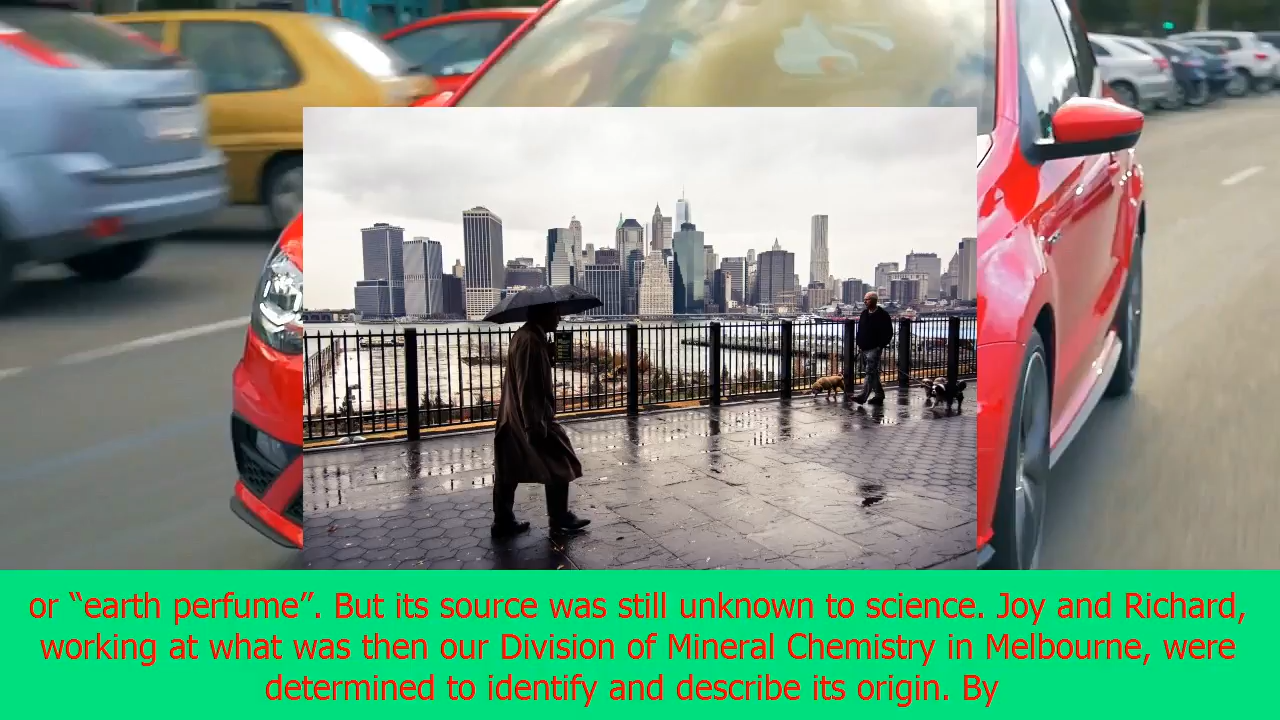 or “earth perfume”. But its source was still unknown to science. Joy and Richard,
working at what was then our Division of Mineral Chemistry in Melbourne, were
determined to identify and describe its origin. By